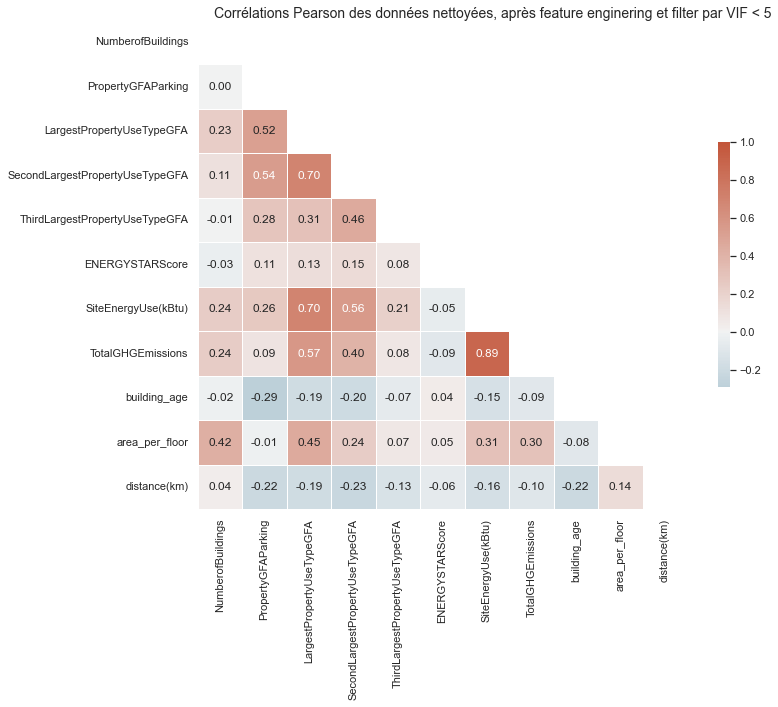 Corrélations Pearson des données nettoyées, après feature enginering et filter par VIF < 5
NumberofBuildings
PropertyGFAParking 0.00
LargestPropertyUseTypeGFA 0.23 0.52
SecondLargestPropertyUseTypeGFA 0.11 0.54 0.70
ThirdLargestPropertyUseTypeGFA -0.01 0.28 0.31 0.46
ENERGYSTARScore -0.03 0.11 0.13 0.15 0.08
SiteEnergyUse(kBtu) 0.24 0.26 0.70 0.56 0.21 -0.05
TotalGHGEmissions 0.24 0.09 0.57 0.40 0.08 -0.09 0.89
building_age -0.02 -0.29 -0.19 -0.20 -0.07 0.04 -0.15 -0.09
area_per_floor 0.42 -0.01 0.45 0.24 0.07 0.05 0.31 0.30 -0.08
distance(km) 0.04 -0.22 -0.19 -0.23 -0.13 -0.06 -0.16 -0.10 -0.22 0.14
NumberofBuildings
PropertyGFAParking
LargestPropertyUseTypeGFA
SecondLargestPropertyUseTypeGFA
ThirdLargestPropertyUseTypeGFA
ENERGYSTARScore
SiteEnergyUse(kBtu)
TotalGHGEmissions
building_age
area_per_floor
distance(km)
1.0
0.8
0.6
0.4
0.2
0.0
−0.2